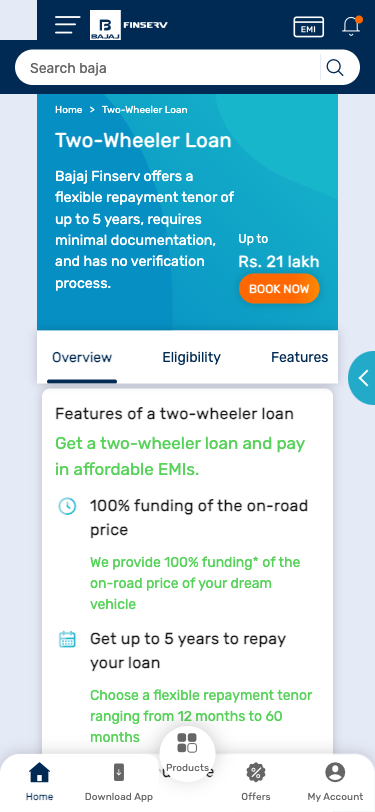 BAJAJ
FINSERV
EMI
Search baja
Home > Two-Wheeler Loan
Two-Wheeler Loan
Bajaj Finserv offers a
flexible repayment tenor of
up to 5 years, requires
minimal documentation,
and has no verification
process.
Up to
Rs. 21 lakh
BOOK NOW
Overview
Eligibility
Features
Features of a two-wheeler loan
Get a two-wheeler loan and pay
in affordable EMIs.
100% funding of the on-road
price
We provide 100% funding* of the
on-road price of your dream
vehicle
Get up to 5 years to repay
your loan
Choose a flexible repayment tenor
ranging from 12 months to 60
months
Home
Download App
Products
Offers
My Account